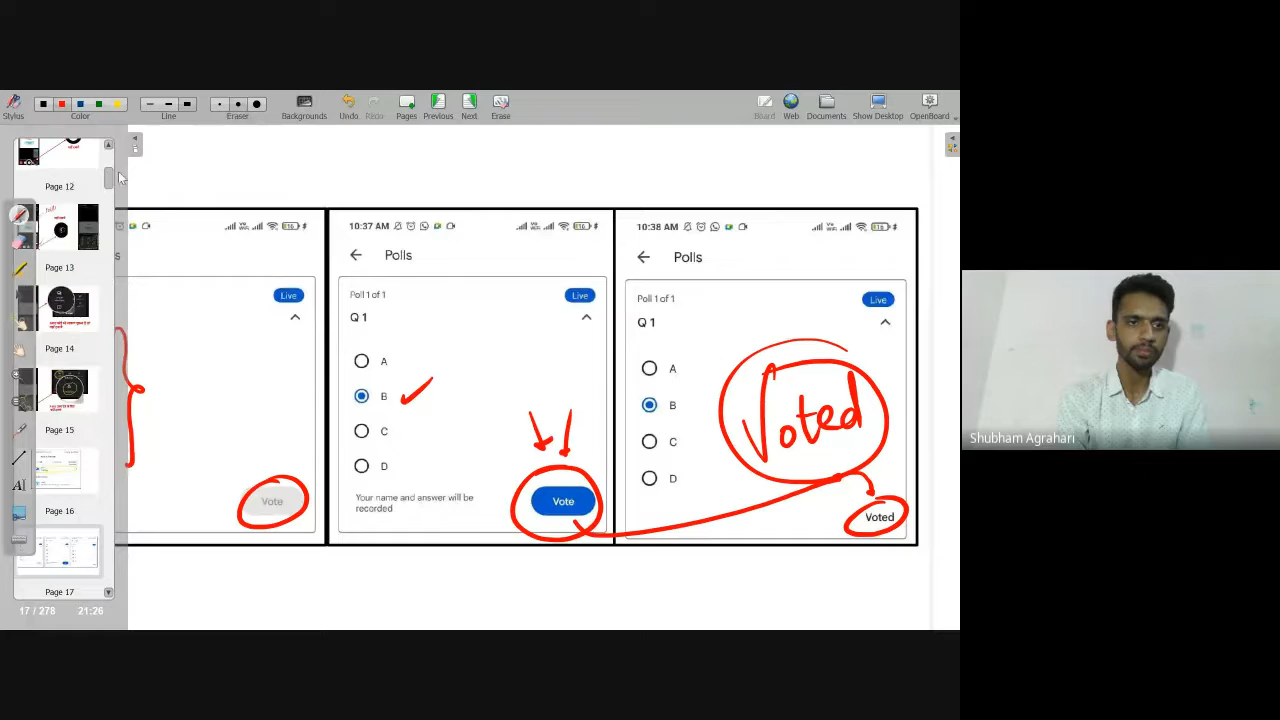 Stylus
Color
Line
Eraser
Backgrounds
Undo
Redo
Pages
Previous
Next
Erase
Board
Web
Documents
Show Desktop
OpenBoard
Page 12
Page 13
Page 14
Page 15
Page 16
Page 17
17 / 278
21:26
s
Live
Vote
10:37 AM
Polls
Poll 1 of 1
Live
Q 1
A
B
C
D
Your name and answer will be
recorded
Vote
10:38 AM
Polls
Poll 1 of 1
Live
Q 1
A
B
C
D
Voted
Voted
Shubham Agrahari